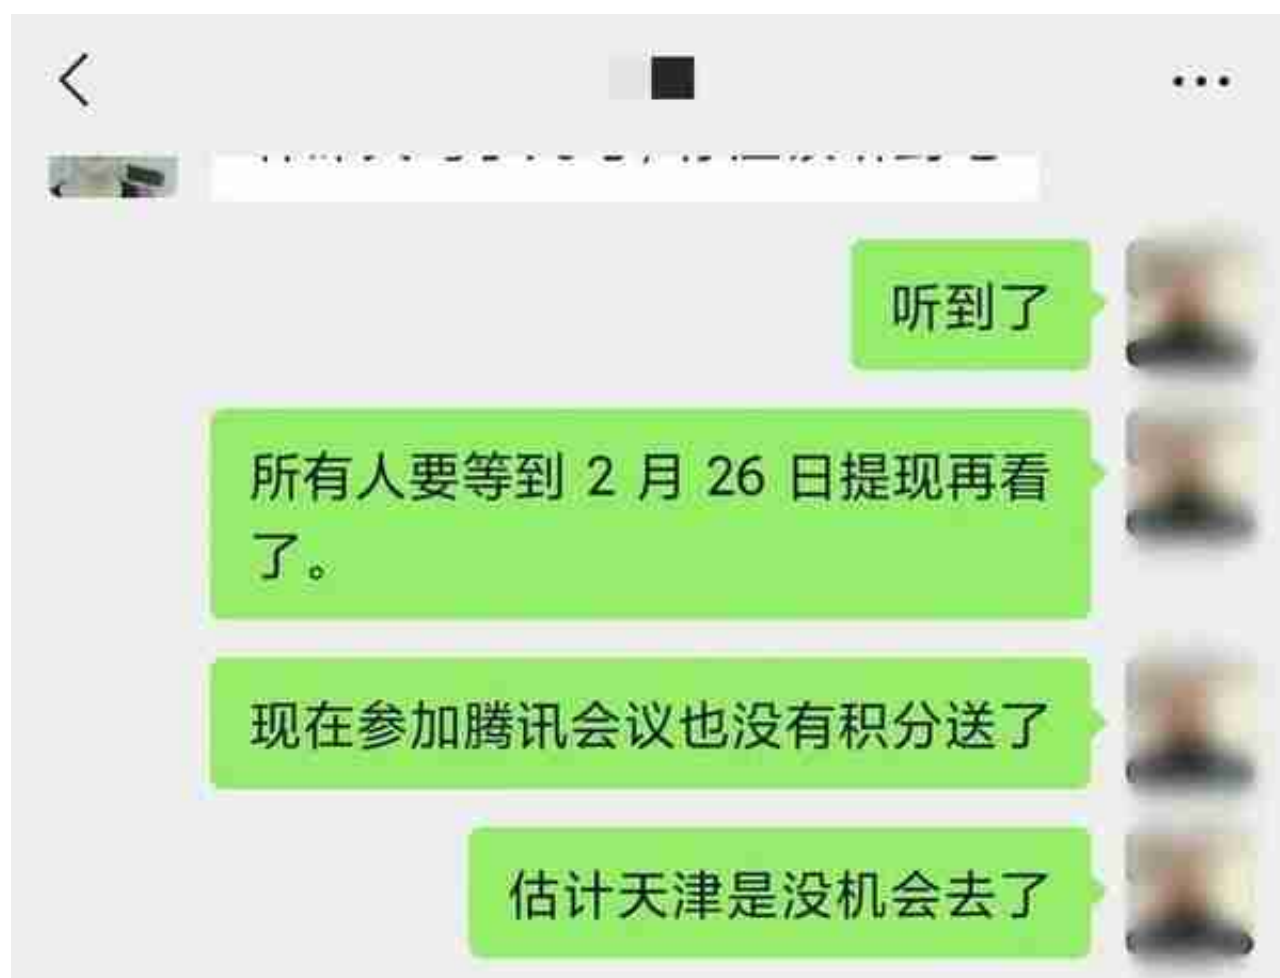 听到了
所有人要等到 2 月 26 日提现再看
了。
现在参加腾讯会议也没有积分送了
估计天津是没机会去了